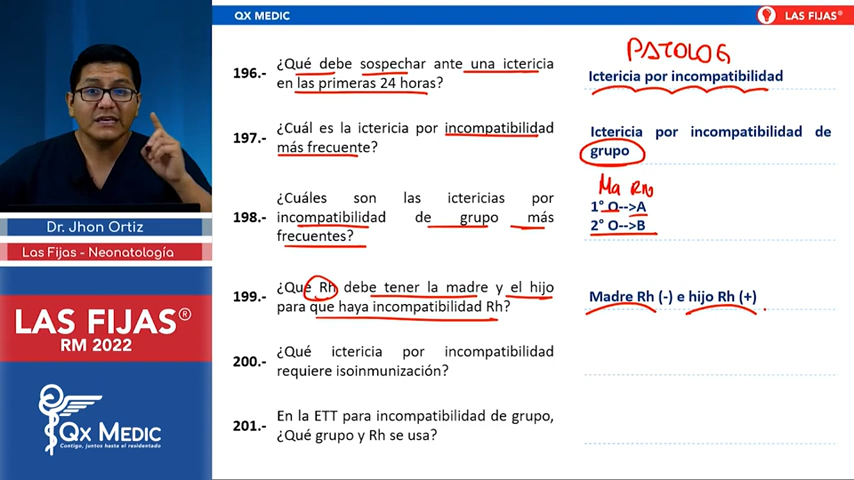 QX MEDIC
LAS FIJAS®
PATOLOG
196.- ¿Qué debe sospechar ante una ictericia
en las primeras 24 horas?
Ictericia por incompatibilidad
197.- ¿Cuál es la ictericia por incompatibilidad
más frecuente?
Ictericia por incompatibilidad de
grupo
198.- ¿Cuáles son las ictericias por
incompatibilidad de grupo más
frecuentes?
Ma RN
1° O-->A
2° O-->B
199.- ¿Qué Rh debe tener la madre y el hijo
para que haya incompatibilidad Rh?
Madre Rh (-) e hijo Rh (+)
200.- ¿Qué ictericia por incompatibilidad
requiere isoinmunización?
201.- En la ETT para incompatibilidad de grupo,
¿Qué grupo y Rh se usa?
Dr. Jhon Ortiz
Las Fijas - Neonatología
LAS FIJAS®
RM 2022
QX MEDIC
Contigo, juntos hasta el residentado